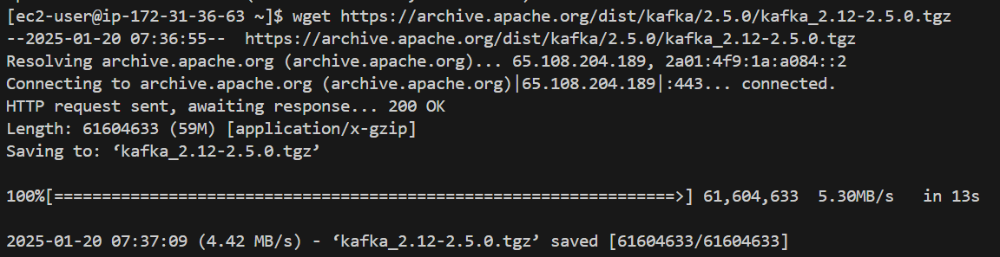 [ec2-user@ip-172-31-36-63 ~]$ wget https://archive.apache.org/dist/kafka/2.5.0/kafka_2.12-2.5.0.tgz
--2025-01-20 07:36:55--  https://archive.apache.org/dist/kafka/2.5.0/kafka_2.12-2.5.0.tgz
Resolving archive.apache.org (archive.apache.org)... 65.108.204.189, 2a01:4f9:1a:a084::2
Connecting to archive.apache.org (archive.apache.org)|65.108.204.189|:443... connected.
HTTP request sent, awaiting response... 200 OK
Length: 61604633 (59M) [application/x-gzip]
Saving to: ‘kafka_2.12-2.5.0.tgz’
100%[==================================================================>] 61,604,633  5.30MB/s   in 13s
2025-01-20 07:37:09 (4.42 MB/s) - ‘kafka_2.12-2.5.0.tgz’ saved [61604633/61604633]